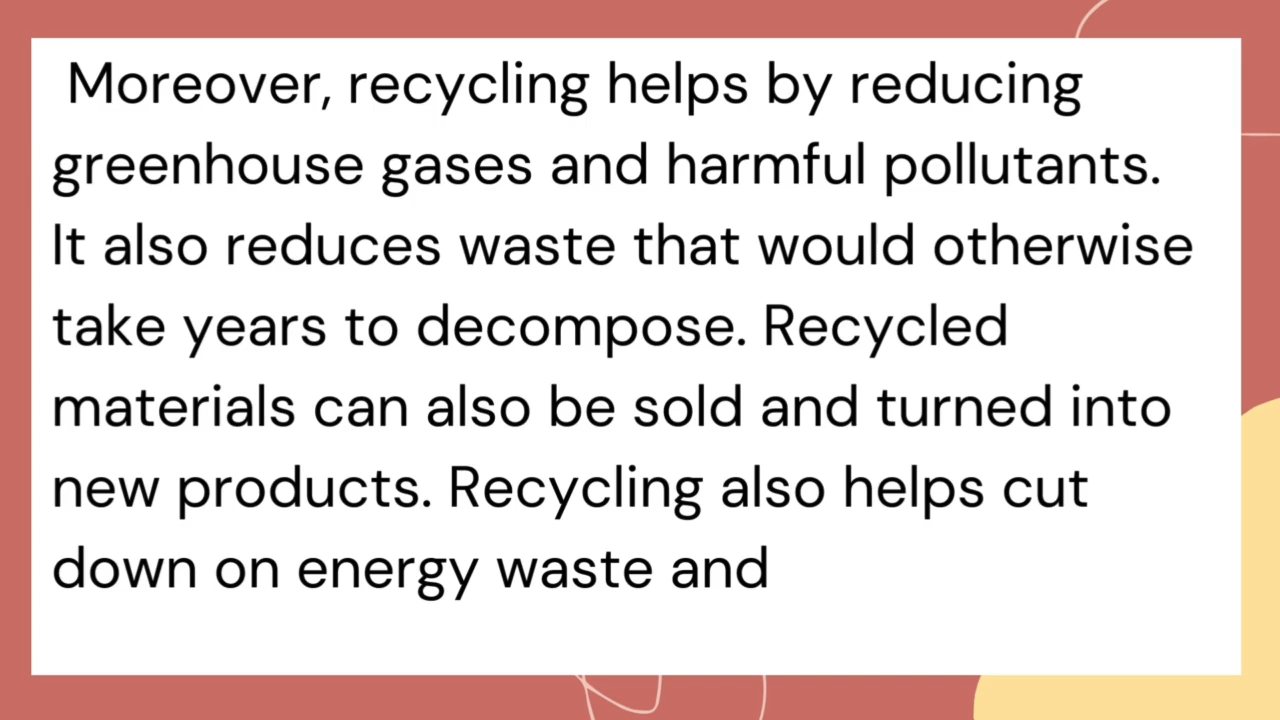 Moreover, recycling helps by reducing
greenhouse gases and harmful pollutants.
It also reduces waste that would otherwise
take years to decompose. Recycled
materials can also be sold and turned into
new products. Recycling also helps cut
down on energy waste and